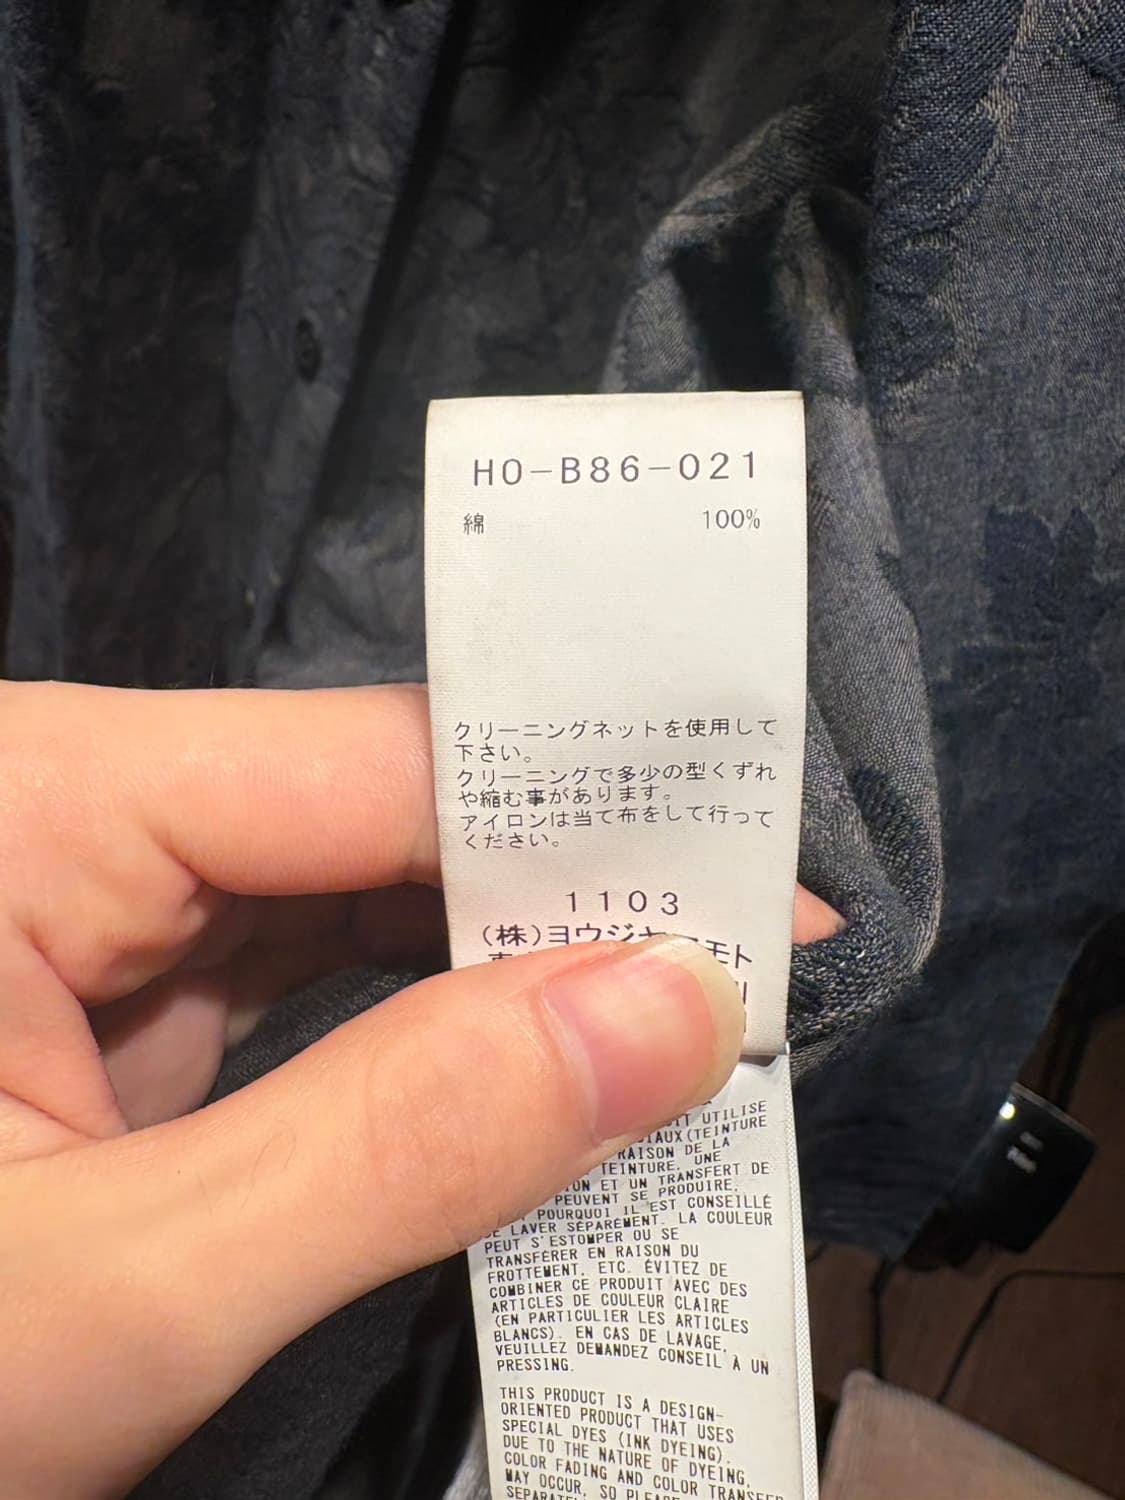 HO-B86-021
綿 100%
クリーニングネットを使用して
下さい。
クリーニングで多少の型くずれ
や縮む事があります。
アイロンは当て布をして行って
ください。
1103
(株)ヨウジヤマモト
UTILISE
(TEINTURE
RAISON DE LA
TEINTURE, UNE
ET UN TRANSFERT DE
PEUVENT SE PRODUIRE,
POURQUOI IL EST CONSEILLÉ
LAVER SÉPARÉMENT. LA COULEUR
PEUT S'ESTOMPER OU SE
TRANSFÉRER EN RAISON DU
FROTTEMENT, ETC. ÉVITEZ DE
COMBINER CE PRODUIT AVEC DES
ARTICLES DE COULEUR CLAIRE
(EN PARTICULIER LES ARTICLES
BLANCS). EN CAS DE LAVAGE,
VEUILLEZ DEMANDEZ CONSEIL À UN
PRESSING.
THIS PRODUCT IS A DESIGN-
ORIENTED PRODUCT THAT USES
SPECIAL DYES (INK DYEING).
DUE TO THE NATURE OF DYEING,
COLOR FADING AND COLOR TRANSFER
MAY OCCUR, SO PLEASE